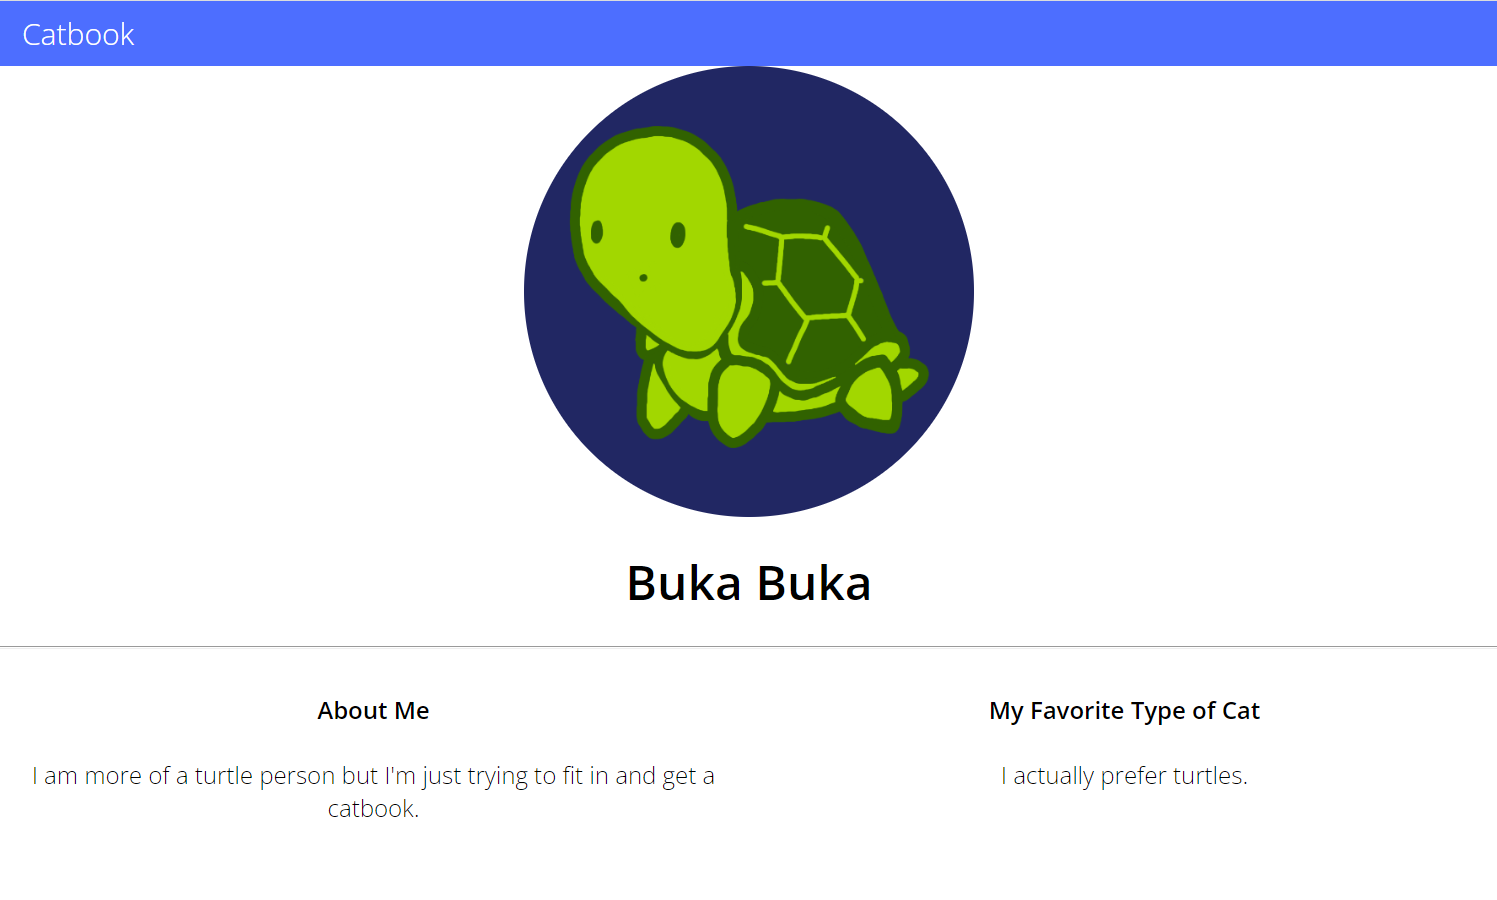 Catbook
Buka Buka
About Me
I am more of a turtle person but I'm just trying to fit in and get a
catbook.
My Favorite Type of Cat
I actually prefer turtles.